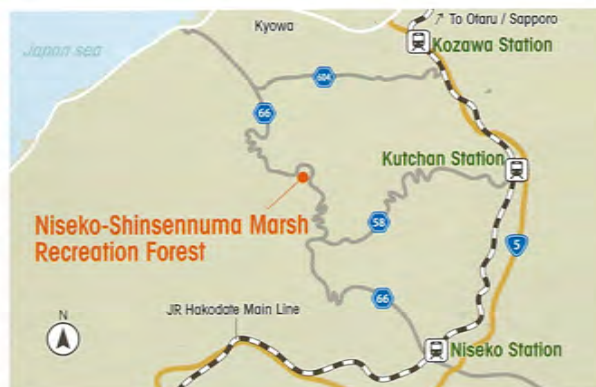 ↗ To Otaru / Sapporo
Kyowa
Japan sea
Kozawa Station
604
66
Kutchan Station
Niseko-Shinsennuma Marsh
Recreation Forest
58
5
66
JR Hakodate Main Line
N
Niseko Station